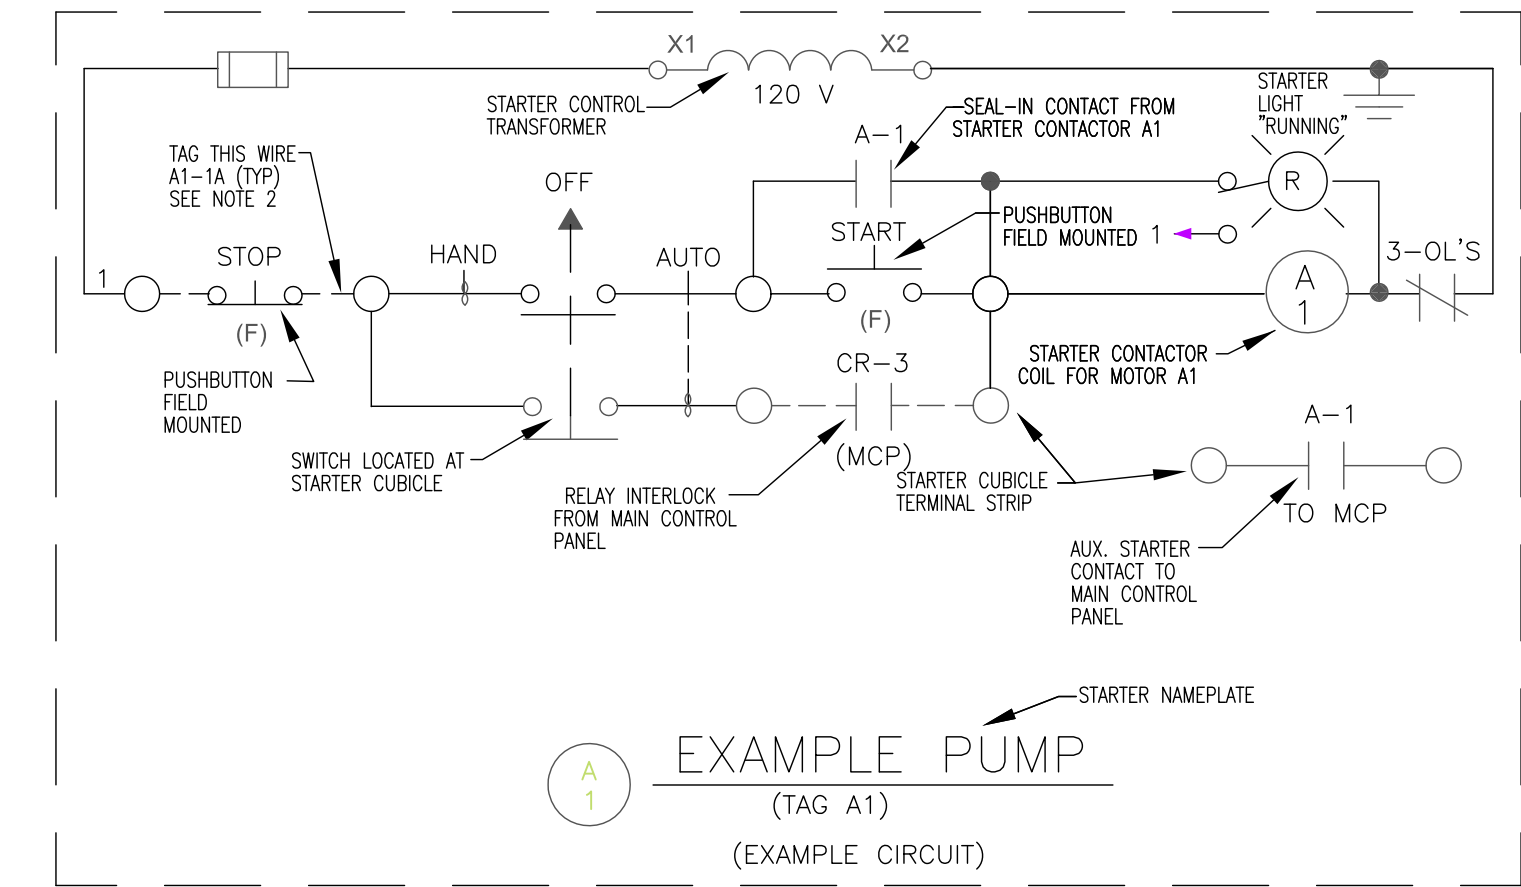 X1
X2
120 V
STARTER CONTROL
TRANSFORMER
SEAL-IN CONTACT FROM
STARTER CONTACTOR A1
STARTER
LIGHT
"RUNNING"
A-1
TAG THIS WIRE
A1-1A (TYP)
SEE NOTE 2
OFF
R
START
PUSHBUTTON
FIELD MOUNTED
1
STOP
HAND
AUTO
3-OL'S
1
A
1
(F)
(F)
PUSHBUTTON
FIELD
MOUNTED
CR-3
STARTER CONTACTOR
COIL FOR MOTOR A1
A-1
SWITCH LOCATED AT
STARTER CUBICLE
(MCP)
RELAY INTERLOCK
FROM MAIN CONTROL
PANEL
STARTER CUBICLE
TERMINAL STRIP
TO MCP
AUX. STARTER
CONTACT TO
MAIN CONTROL
PANEL
STARTER NAMEPLATE
A
1
EXAMPLE PUMP
(TAG A1)
(EXAMPLE CIRCUIT)